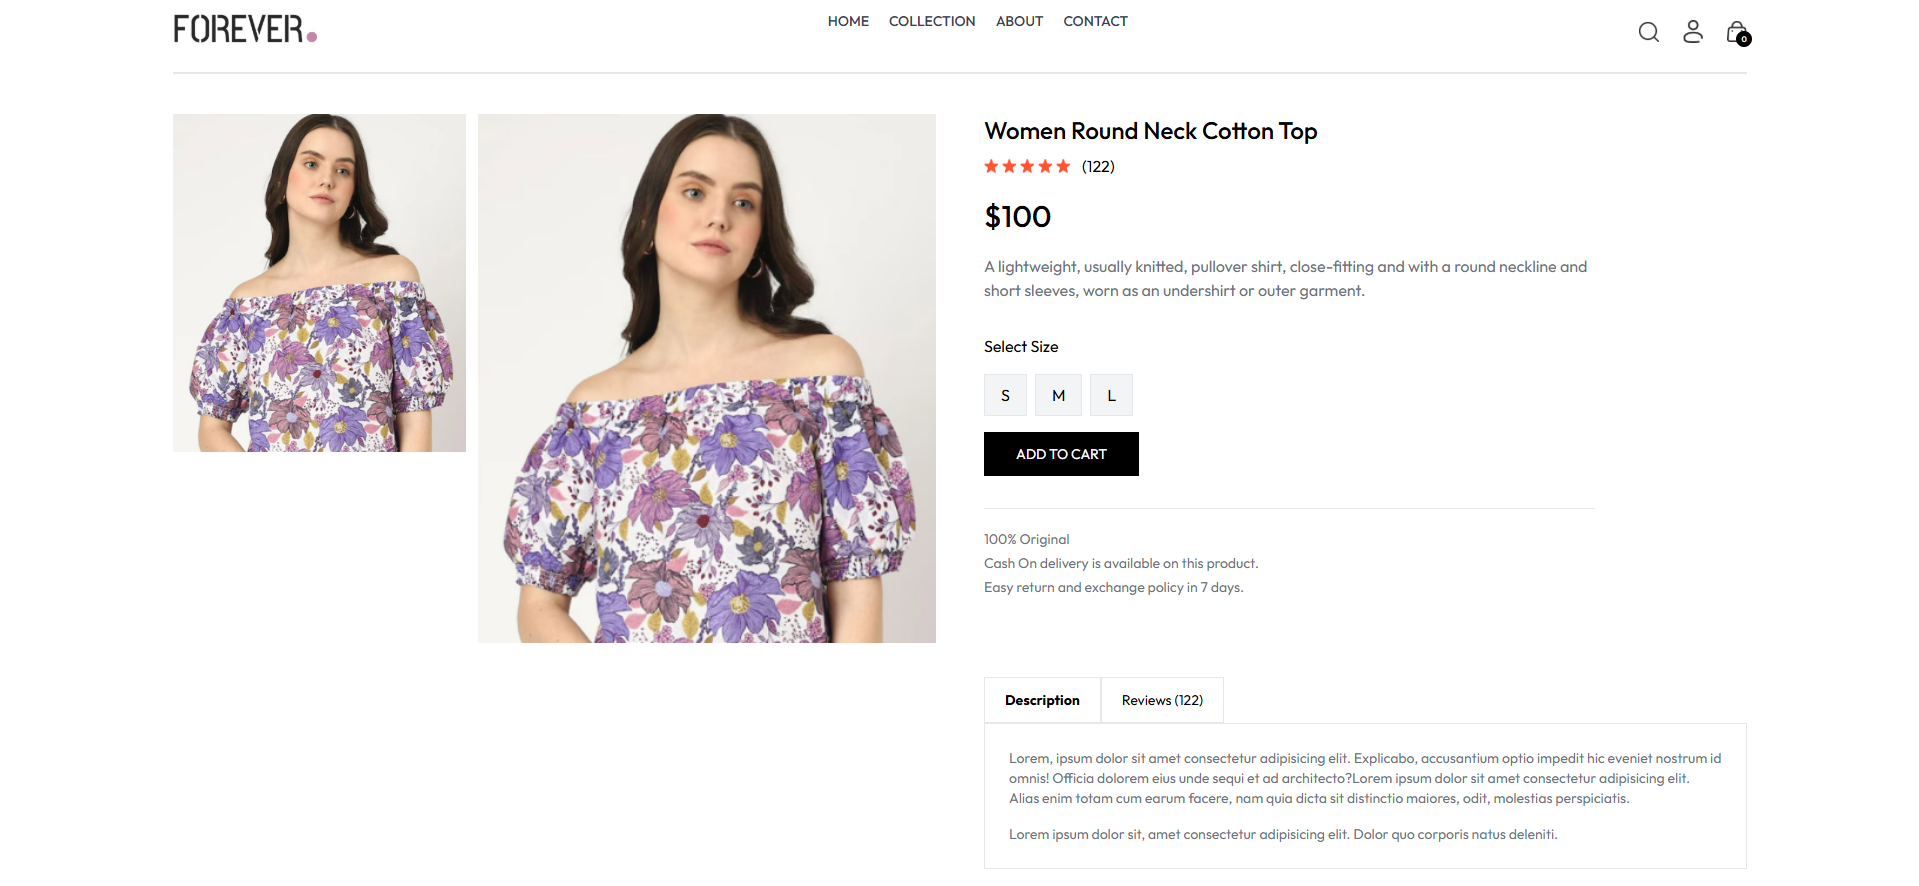 FOREVER.
HOME COLLECTION ABOUT CONTACT
0
Women Round Neck Cotton Top
(122)
$100
A lightweight, usually knitted, pullover shirt, close-fitting and with a round neckline and
short sleeves, worn as an undershirt or outer garment.
Select Size
S M L
ADD TO CART
100% Original
Cash On delivery is available on this product.
Easy return and exchange policy in 7 days.
Description Reviews (122)
Lorem, ipsum dolor sit amet consectetur adipisicing elit. Explicabo, accusantium optio impedit hic eveniet nostrum id
omnis! Officia dolorem eius unde sequi et ad architecto?Lorem ipsum dolor sit amet consectetur adipisicing elit.
Alias enim totam cum earum facere, nam quia dicta sit distinctio maiores, odit, molestias perspiciatis.
Lorem ipsum dolor sit, amet consectetur adipisicing elit. Dolor quo corporis natus deleniti.